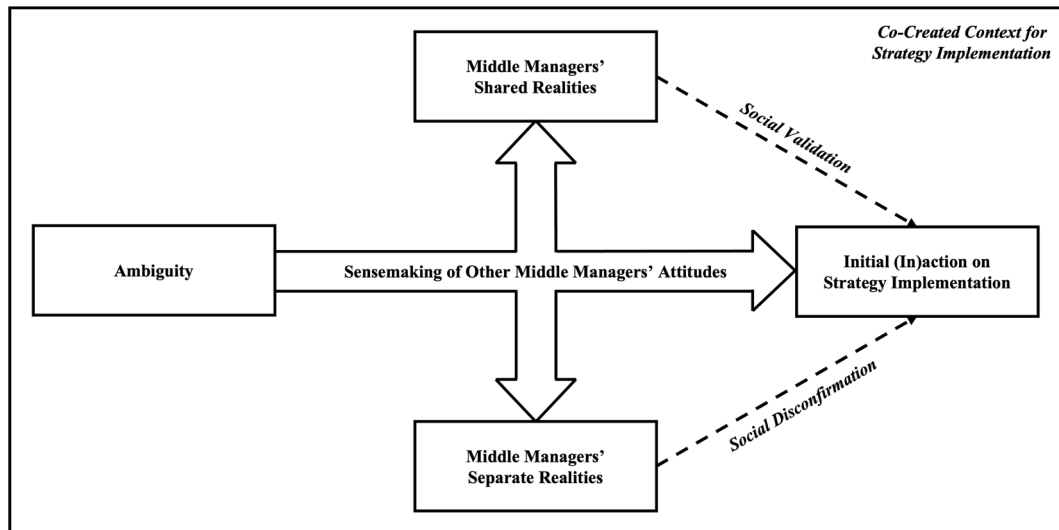 Co-Created Context for
Strategy Implementation
Middle Managers’
Shared Realities
Social Validation
Ambiguity
Sensemaking of Other Middle Managers’ Attitudes
Initial (In)action on
Strategy Implementation
Social Disconfirmation
Middle Managers’
Separate Realities